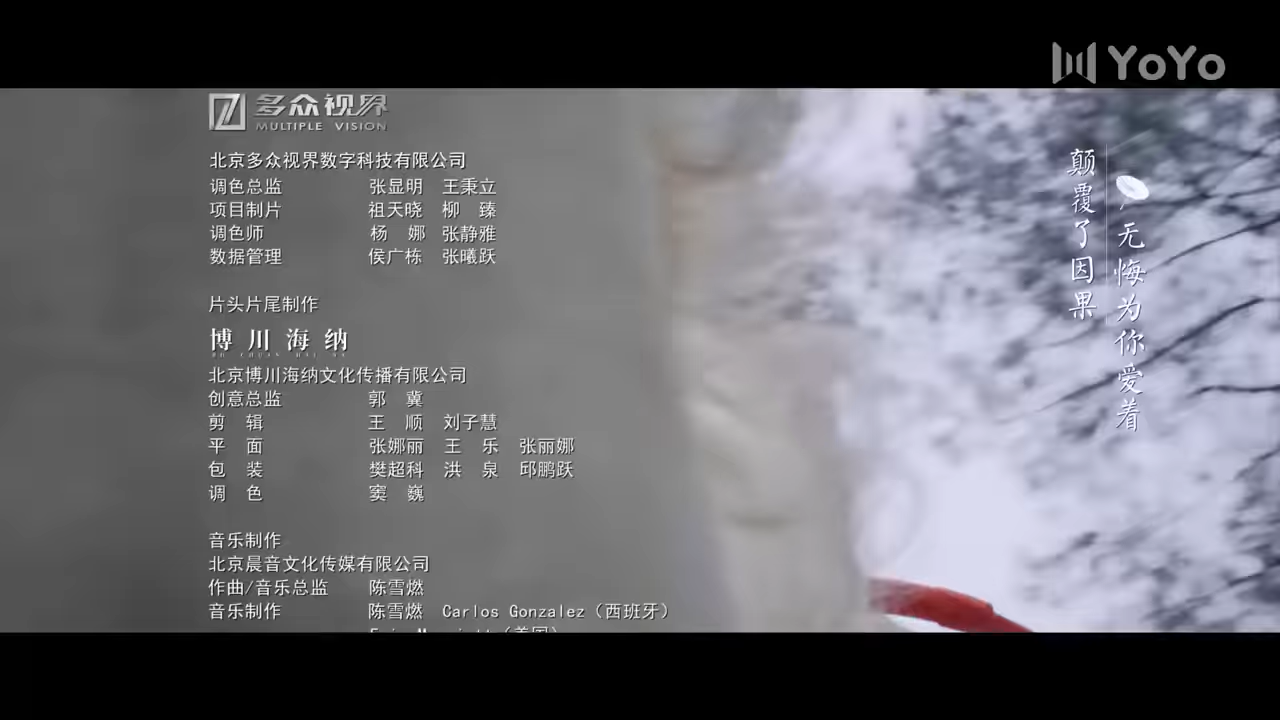 YoYo
多众视界
MULTIPLE VISION
北京多众视界数字科技有限公司
调色总监 张显明 王秉立
项目制片 祖天晓 柳 臻
调色师 杨 娜 张静雅
数据管理 侯广栋 张曦跃
片头片尾制作
博川海纳
北京博川海纳文化传播有限公司
创意总监 郭 冀
剪 辑 王 顺 刘子慧
平 面 张娜丽 王 乐 张丽娜
包 装 樊超科 洪 泉 邱鹏跃
调 色 窦 巍
音乐制作
北京晨音文化传媒有限公司
作曲/音乐总监 陈雪燃
音乐制作 陈雪燃 Carlos Gonzalez（西班牙）
颠覆了因果
无悔为你爱着